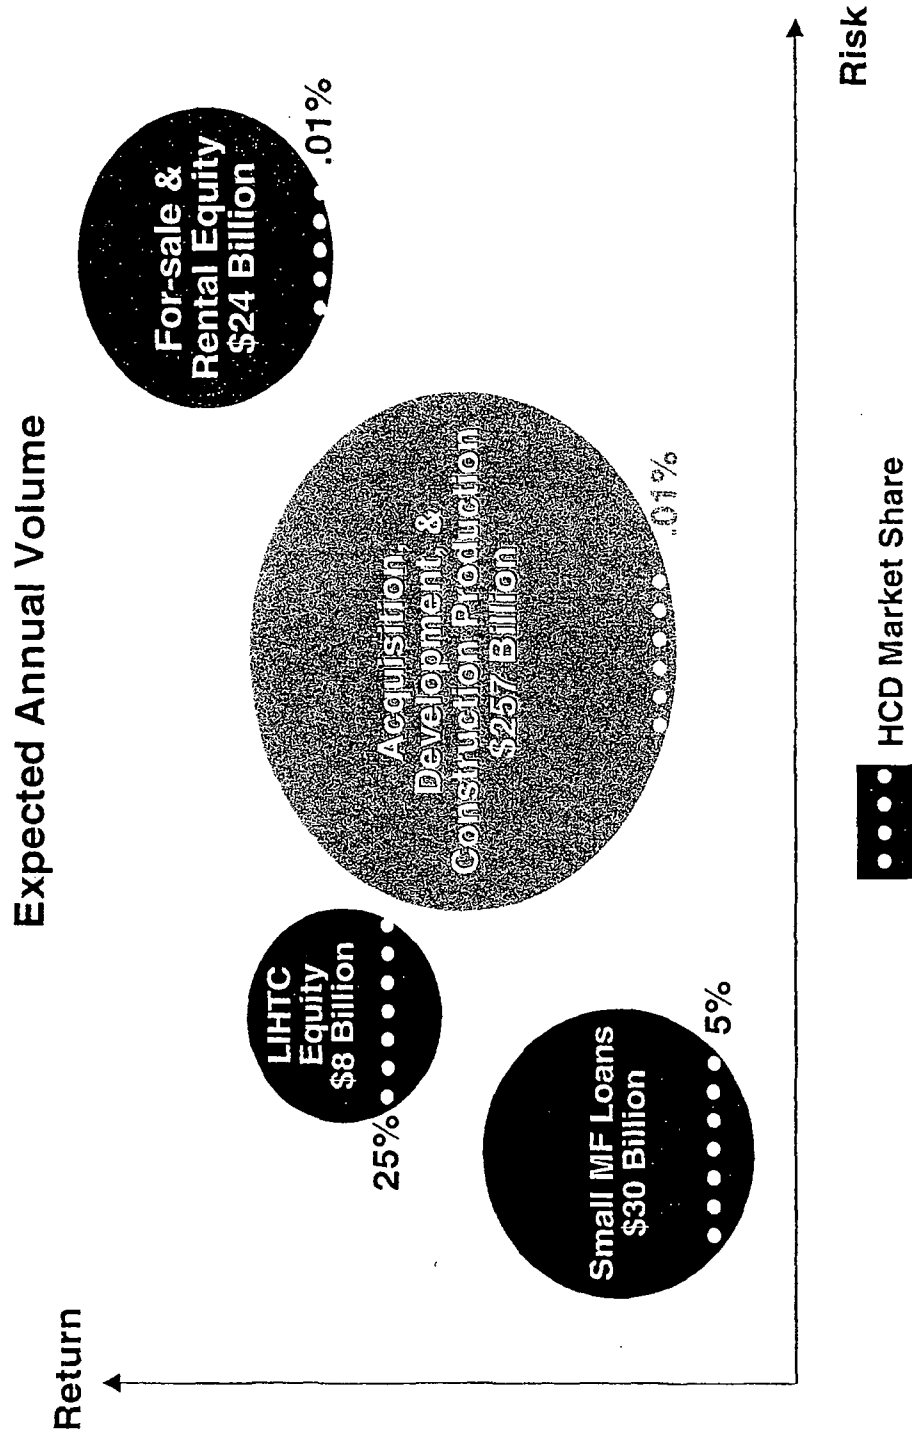 Expected Annual Volume
Return
For-sale &
Rental Equity
$24 Billion
.01%
LIHTC
Equity
$8 Billion
25%
Acquisition,
Development, &
Construction Production
$257 Billion
.01%
Small MF Loans
$30 Billion
5%
Risk
HCD Market Share